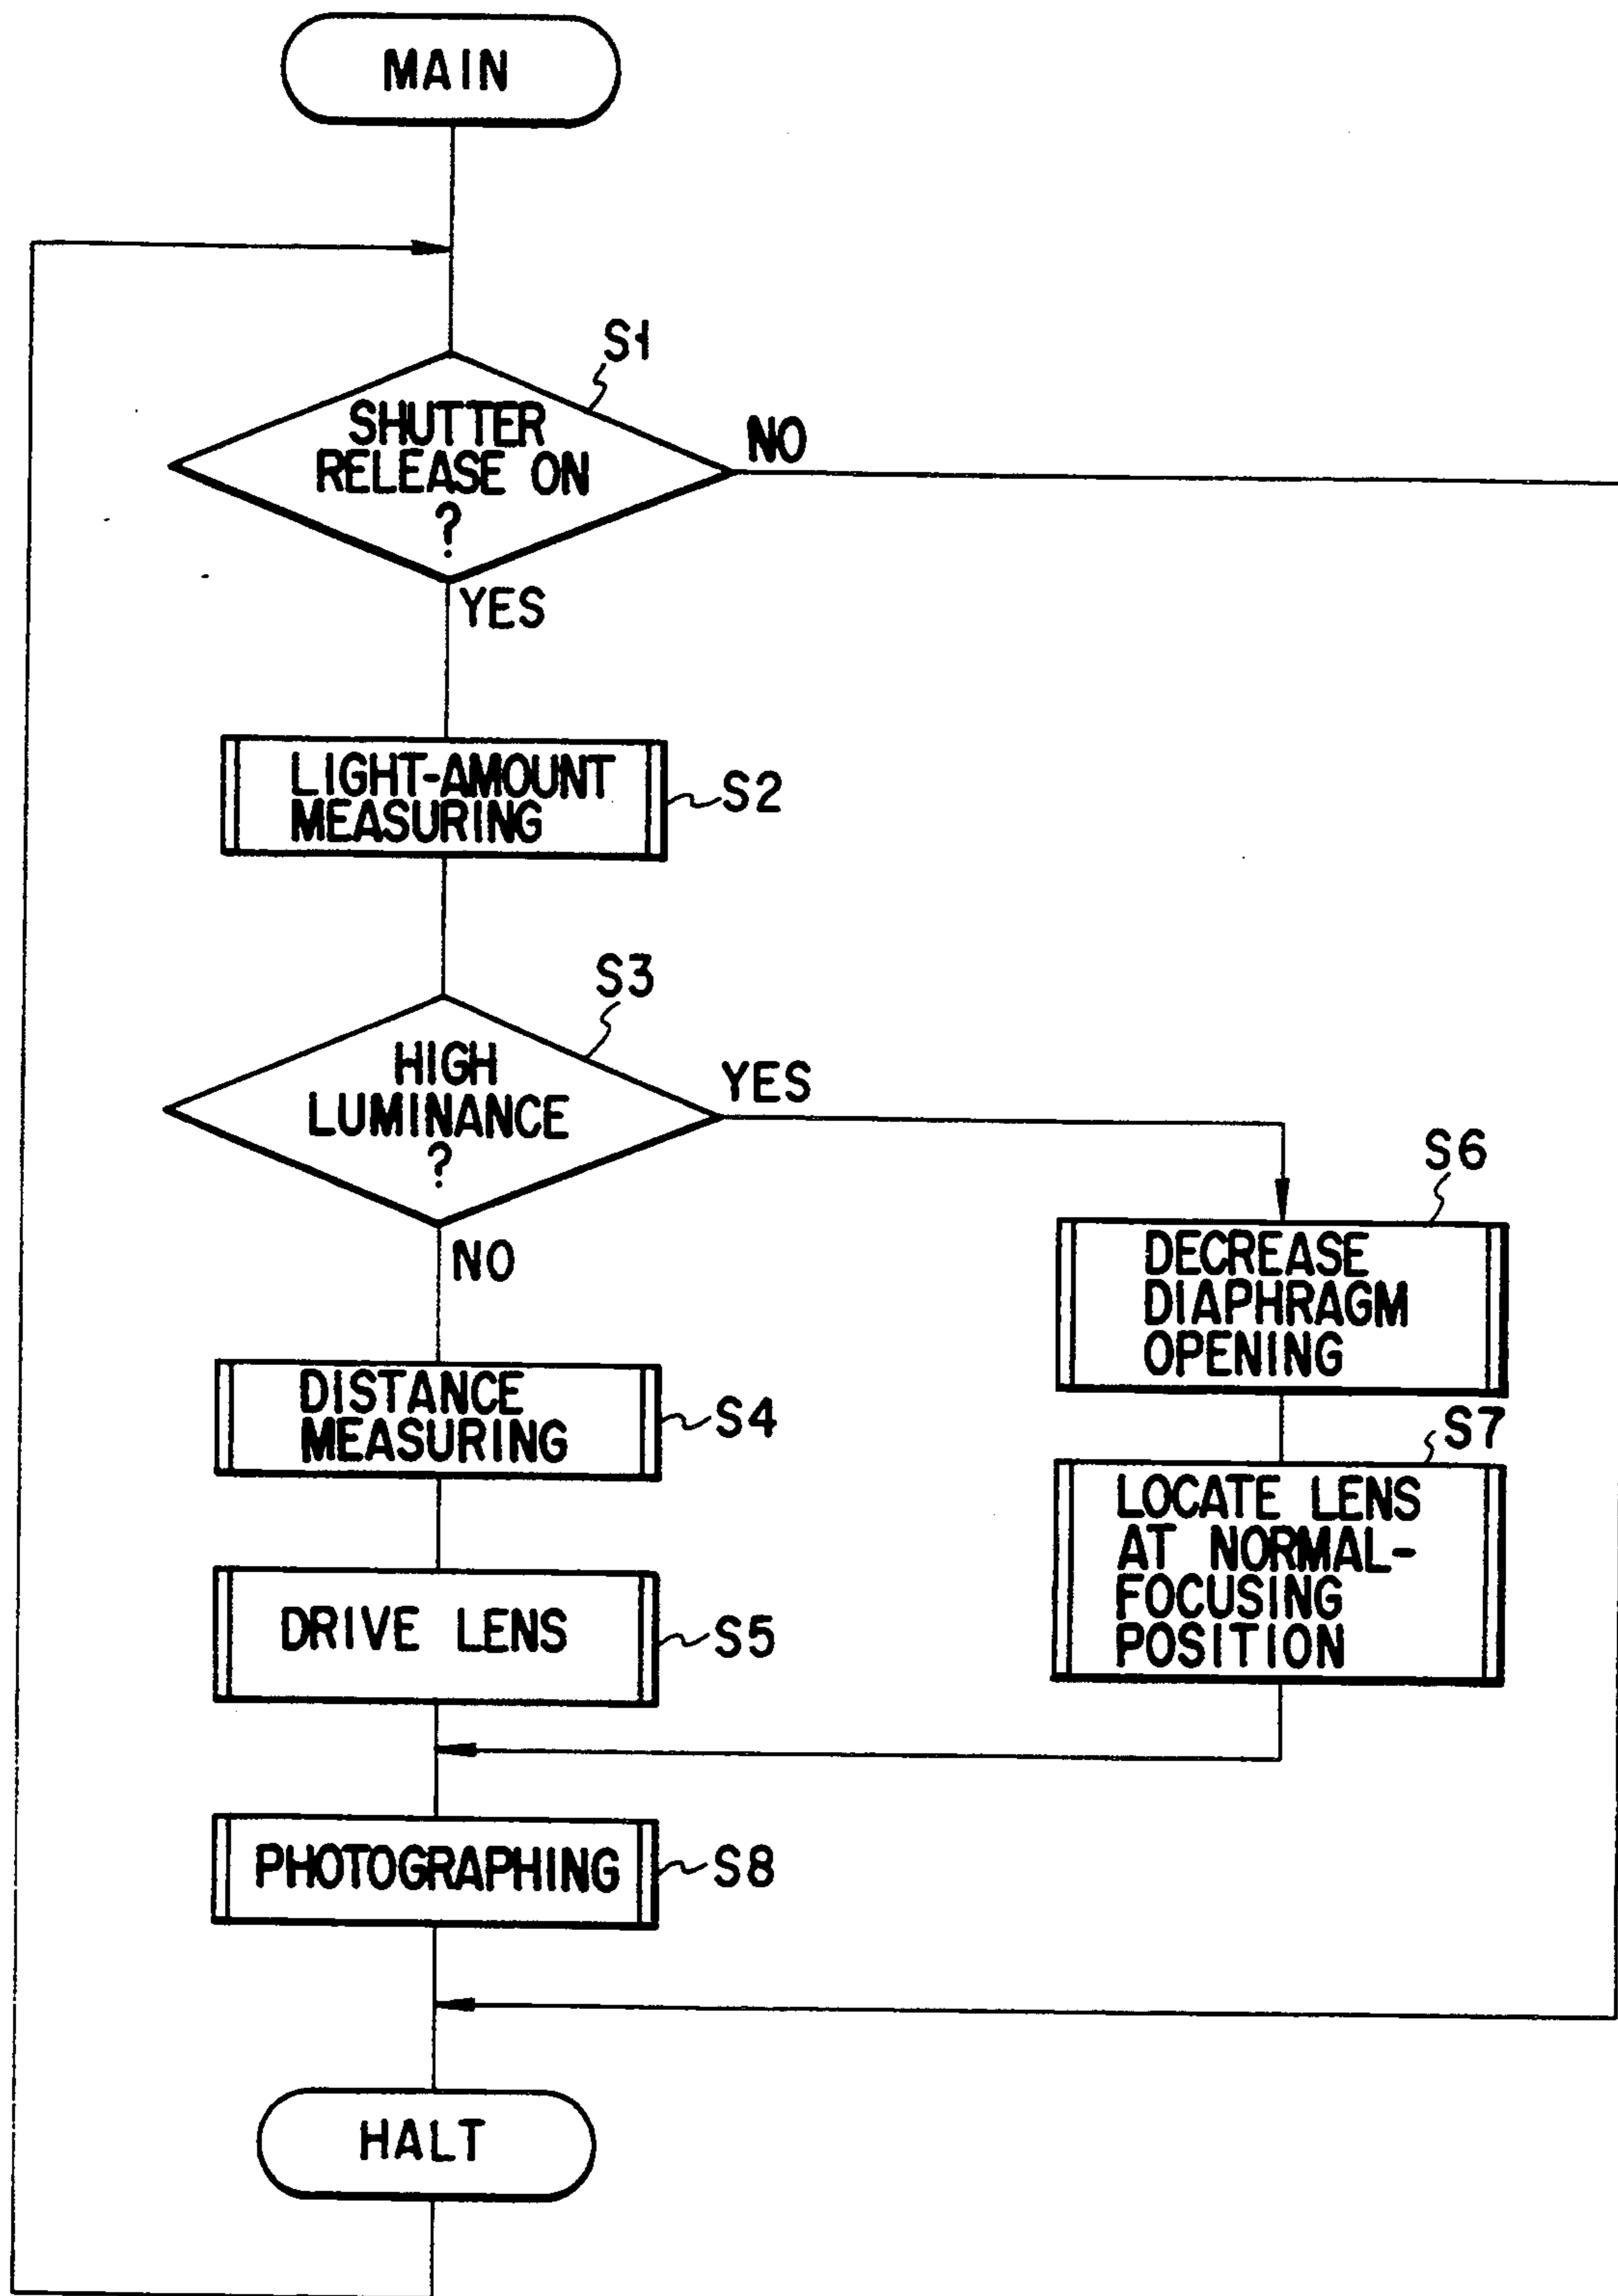 MAIN
S1
SHUTTER
RELEASE ON
?
NO
YES
LIGHT-AMOUNT
MEASURING
S2
S3
HIGH
LUMINANCE
?
YES
NO
S6
DECREASE
DIAPHRAGM
OPENING
DISTANCE
MEASURING
S4
S7
LOCATE LENS
AT NORMAL-
FOCUSING
POSITION
DRIVE LENS
S5
PHOTOGRAPHING
S8
HALT